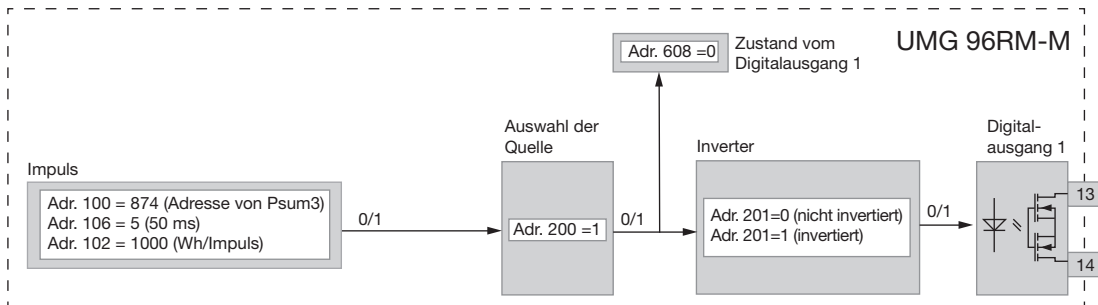 UMG 96RM-M
Adr. 608 =0
Zustand vom
Digitalausgang 1
Impuls
Adr. 100 = 874 (Adresse von Psum3)
Adr. 106 = 5 (50 ms)
Adr. 102 = 1000 (Wh/Impuls)
0/1
Auswahl der
Quelle
Adr. 200 =1
0/1
Inverter
Adr. 201=0 (nicht invertiert)
Adr. 201=1 (invertiert)
0/1
Digital-
ausgang 1
13
14